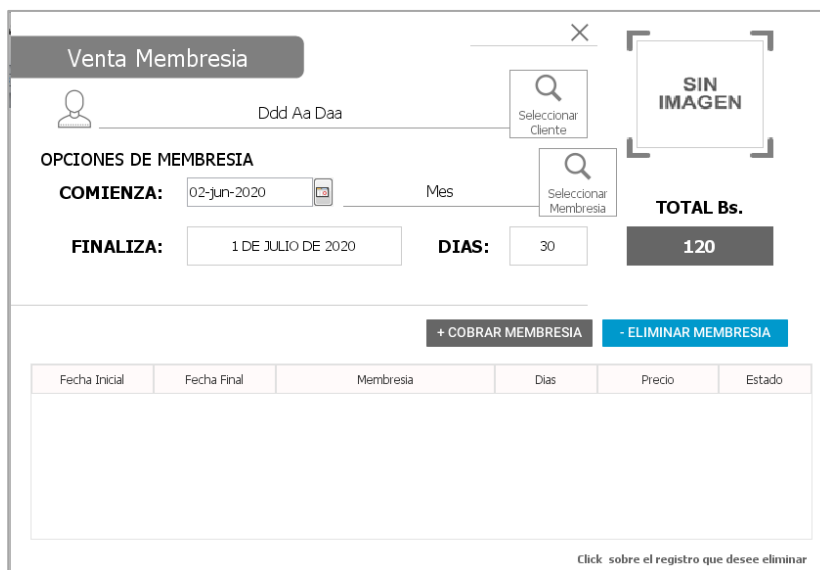 Venta Membresia
SIN
IMAGEN
Ddd Aa Daa
Seleccionar
Cliente
OPCIONES DE MEMBRESIA
COMIENZA:
02-jun-2020
Mes
Seleccionar
Membresia
TOTAL Bs.
FINALIZA:
1 DE JULIO DE 2020
DIAS:
30
120
+ COBRAR MEMBRESIA
- ELIMINAR MEMBRESIA
Fecha Inicial
Fecha Final
Membresia
Dias
Precio
Estado
Click sobre el registro que desee eliminar